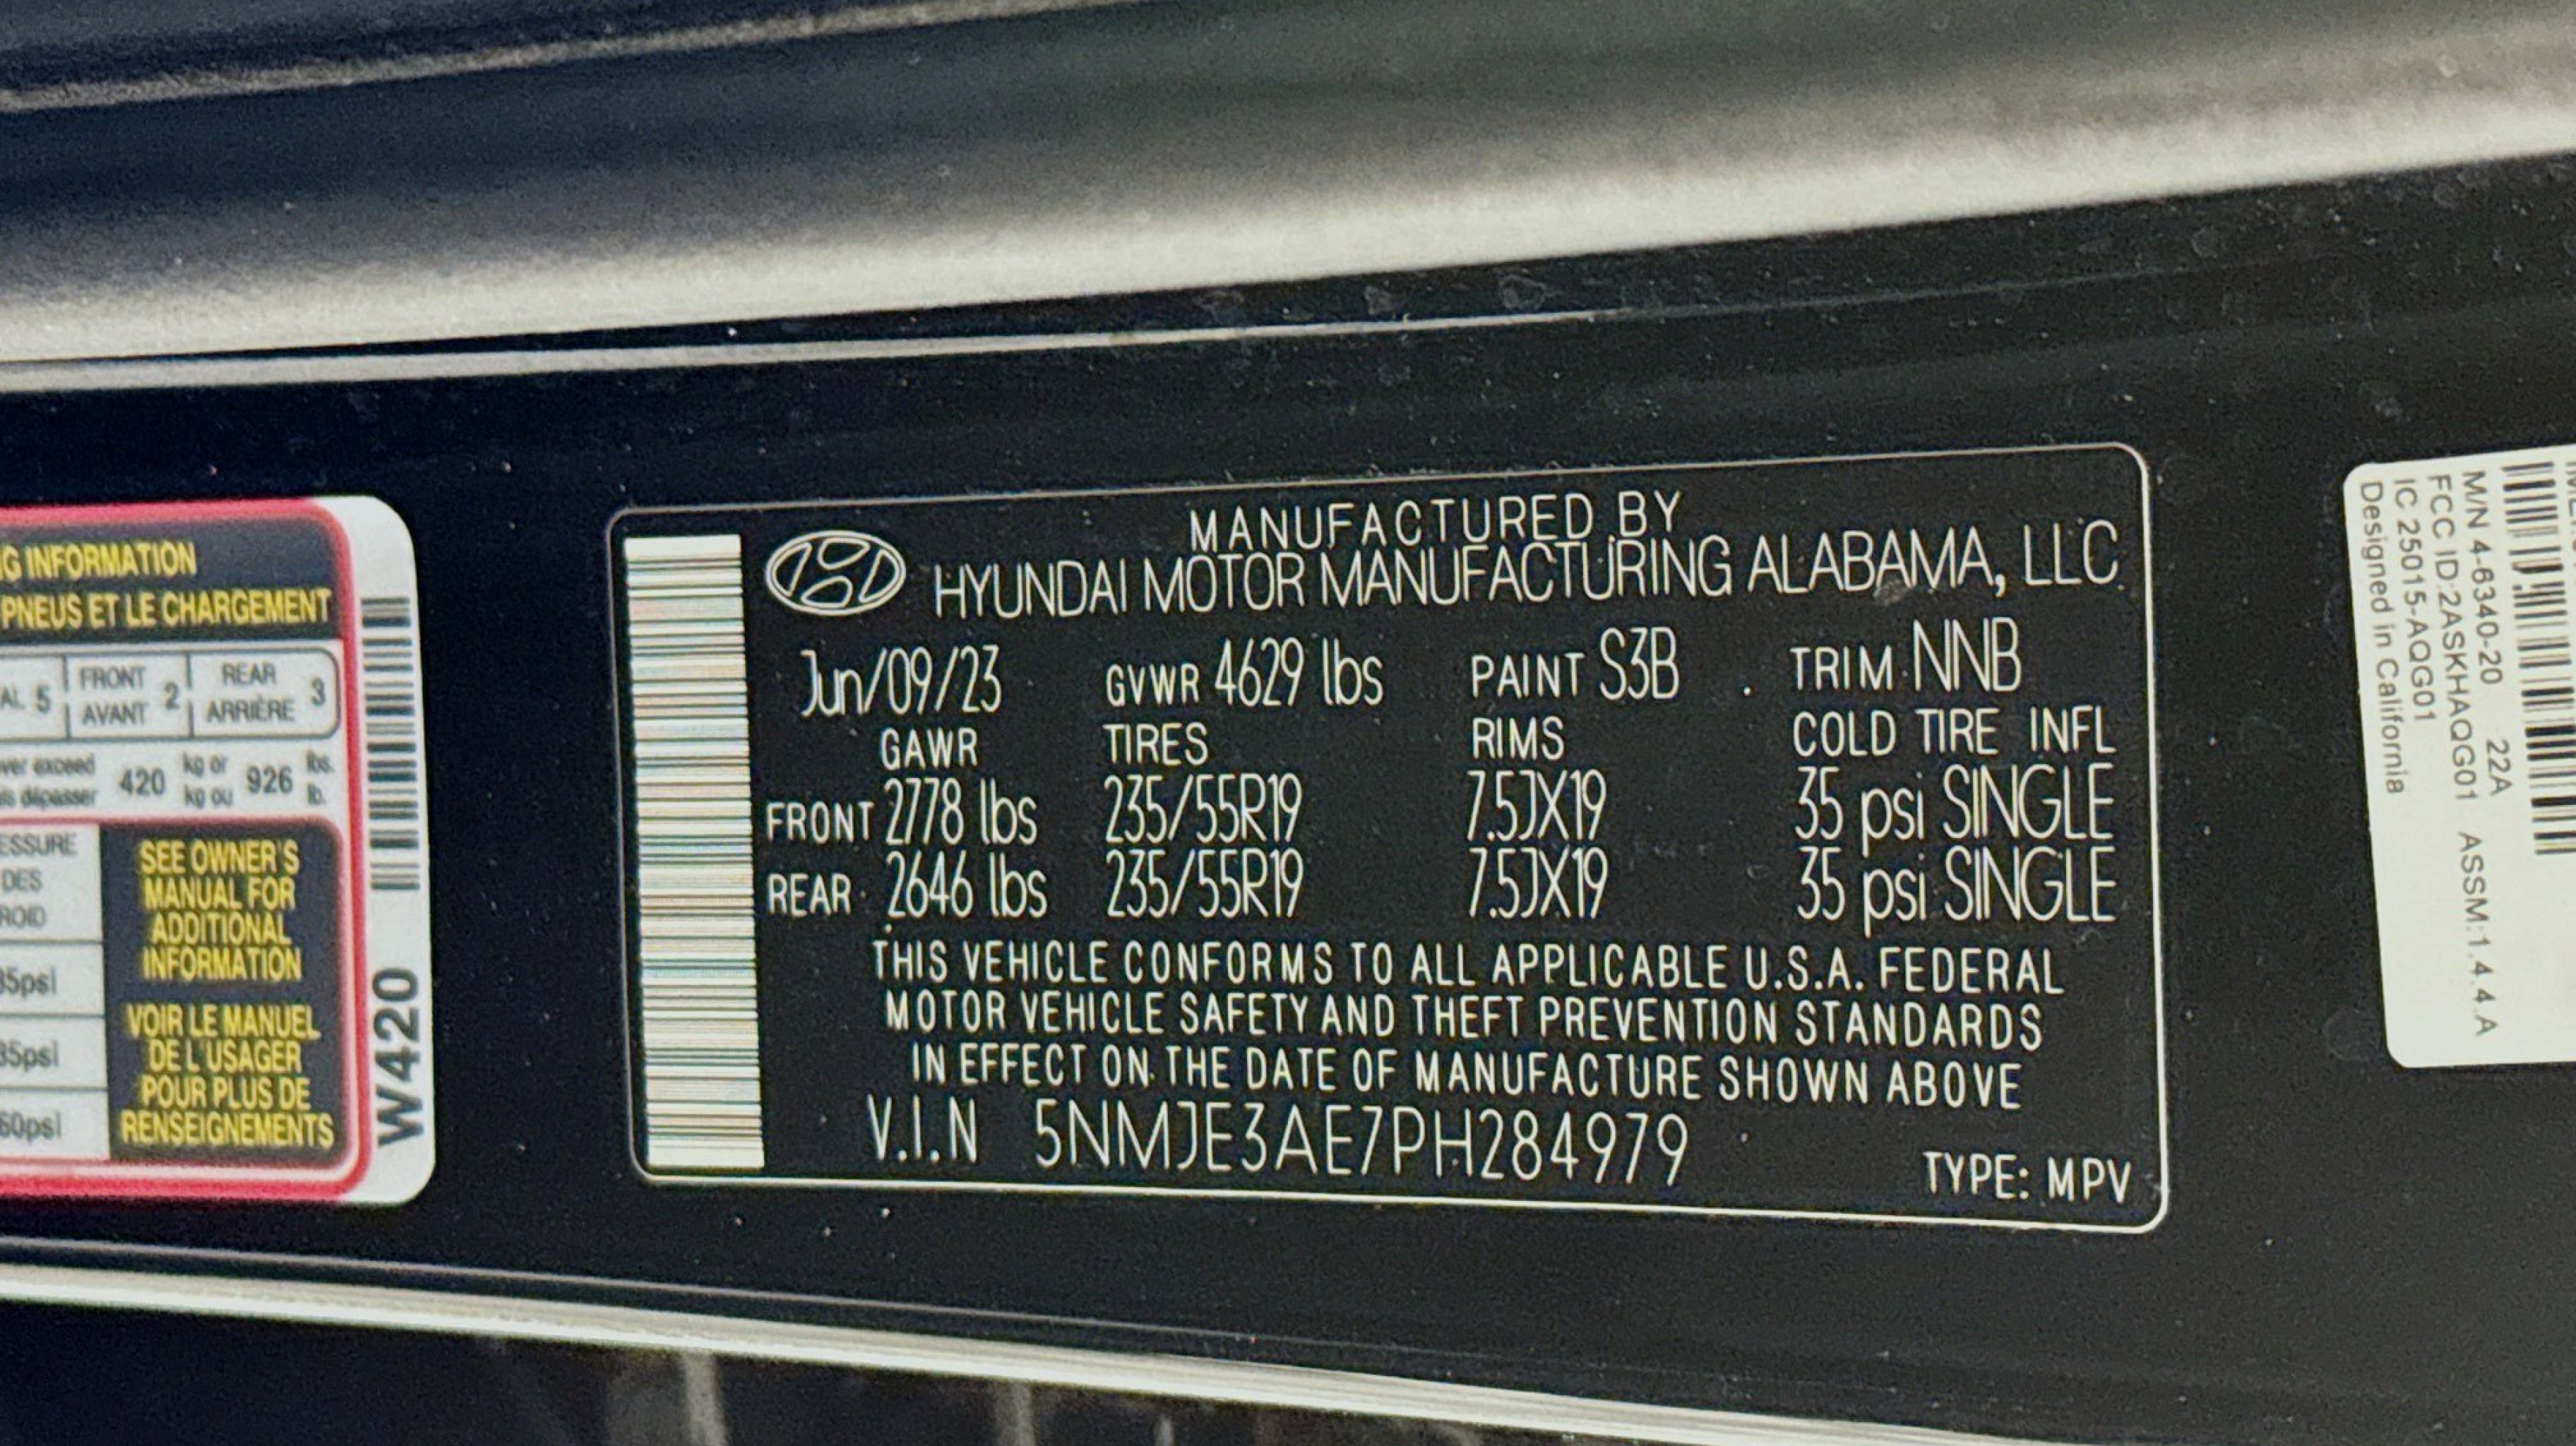 G INFORMATION
PNEUS ET LE CHARGEMENT
AL 5 FRONT AVANT 2 REAR ARRIÈRE 3
ver exceed 420 kg or 926 lbs.
is dépasser kg ou lb.
ESSURE
DES
ROID
35psi
35psi
60psi
SEE OWNER'S
MANUAL FOR
ADDITIONAL
INFORMATION
VOIR LE MANUEL
DE L'USAGER
POUR PLUS DE
RENSEIGNEMENTS
W420
MANUFACTURED BY
HYUNDAI MOTOR MANUFACTURING ALABAMA, LLC
Jun/09/23 GVWR 4629 lbs PAINT S3B TRIM NNB
GAWR TIRES RIMS COLD TIRE INFL
FRONT 2778 lbs 235/55R19 7.5JX19 35 psi SINGLE
REAR 2646 lbs 235/55R19 7.5JX19 35 psi SINGLE
THIS VEHICLE CONFORMS TO ALL APPLICABLE U.S.A. FEDERAL
MOTOR VEHICLE SAFETY AND THEFT PREVENTION STANDARDS
IN EFFECT ON THE DATE OF MANUFACTURE SHOWN ABOVE
V.I.N 5NMJE3AE7PH284979
TYPE: MPV
M/N 4-6340-20 22A ASSM:1.4.4.A
FCC ID:2ASKHAQG01
IC 25015-AQG01
Designed in California